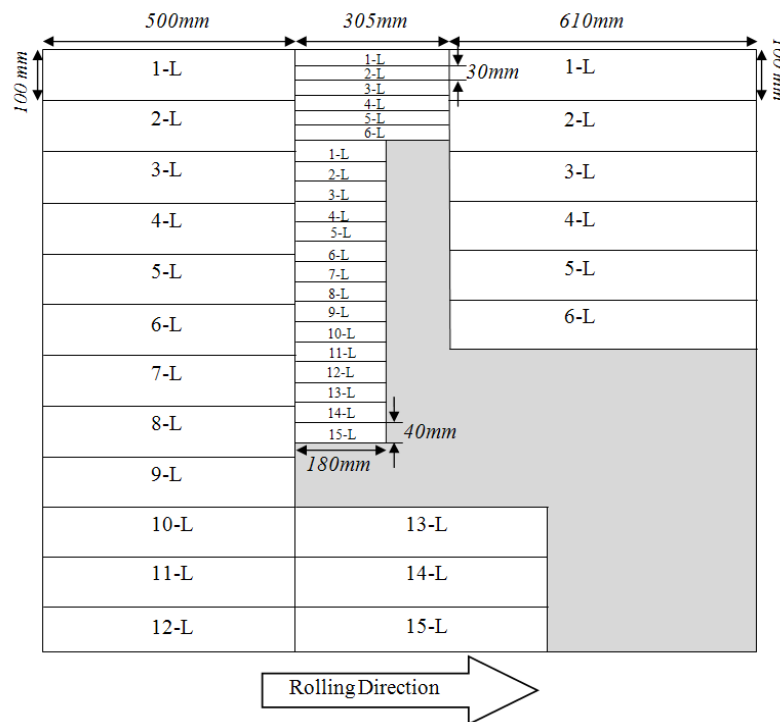 500mm
305mm
610mm
100 mm
1-L
2-L
3-L
4-L
5-L
6-L
7-L
8-L
9-L
10-L
11-L
12-L
1-L
2-L
3-L
4-L
5-L
6-L
30mm
1-L
2-L
3-L
4-L
5-L
6-L
7-L
8-L
9-L
10-L
11-L
12-L
13-L
14-L
15-L
40mm
180mm
13-L
14-L
15-L
1-L
2-L
3-L
4-L
5-L
6-L
100 mm
Rolling Direction